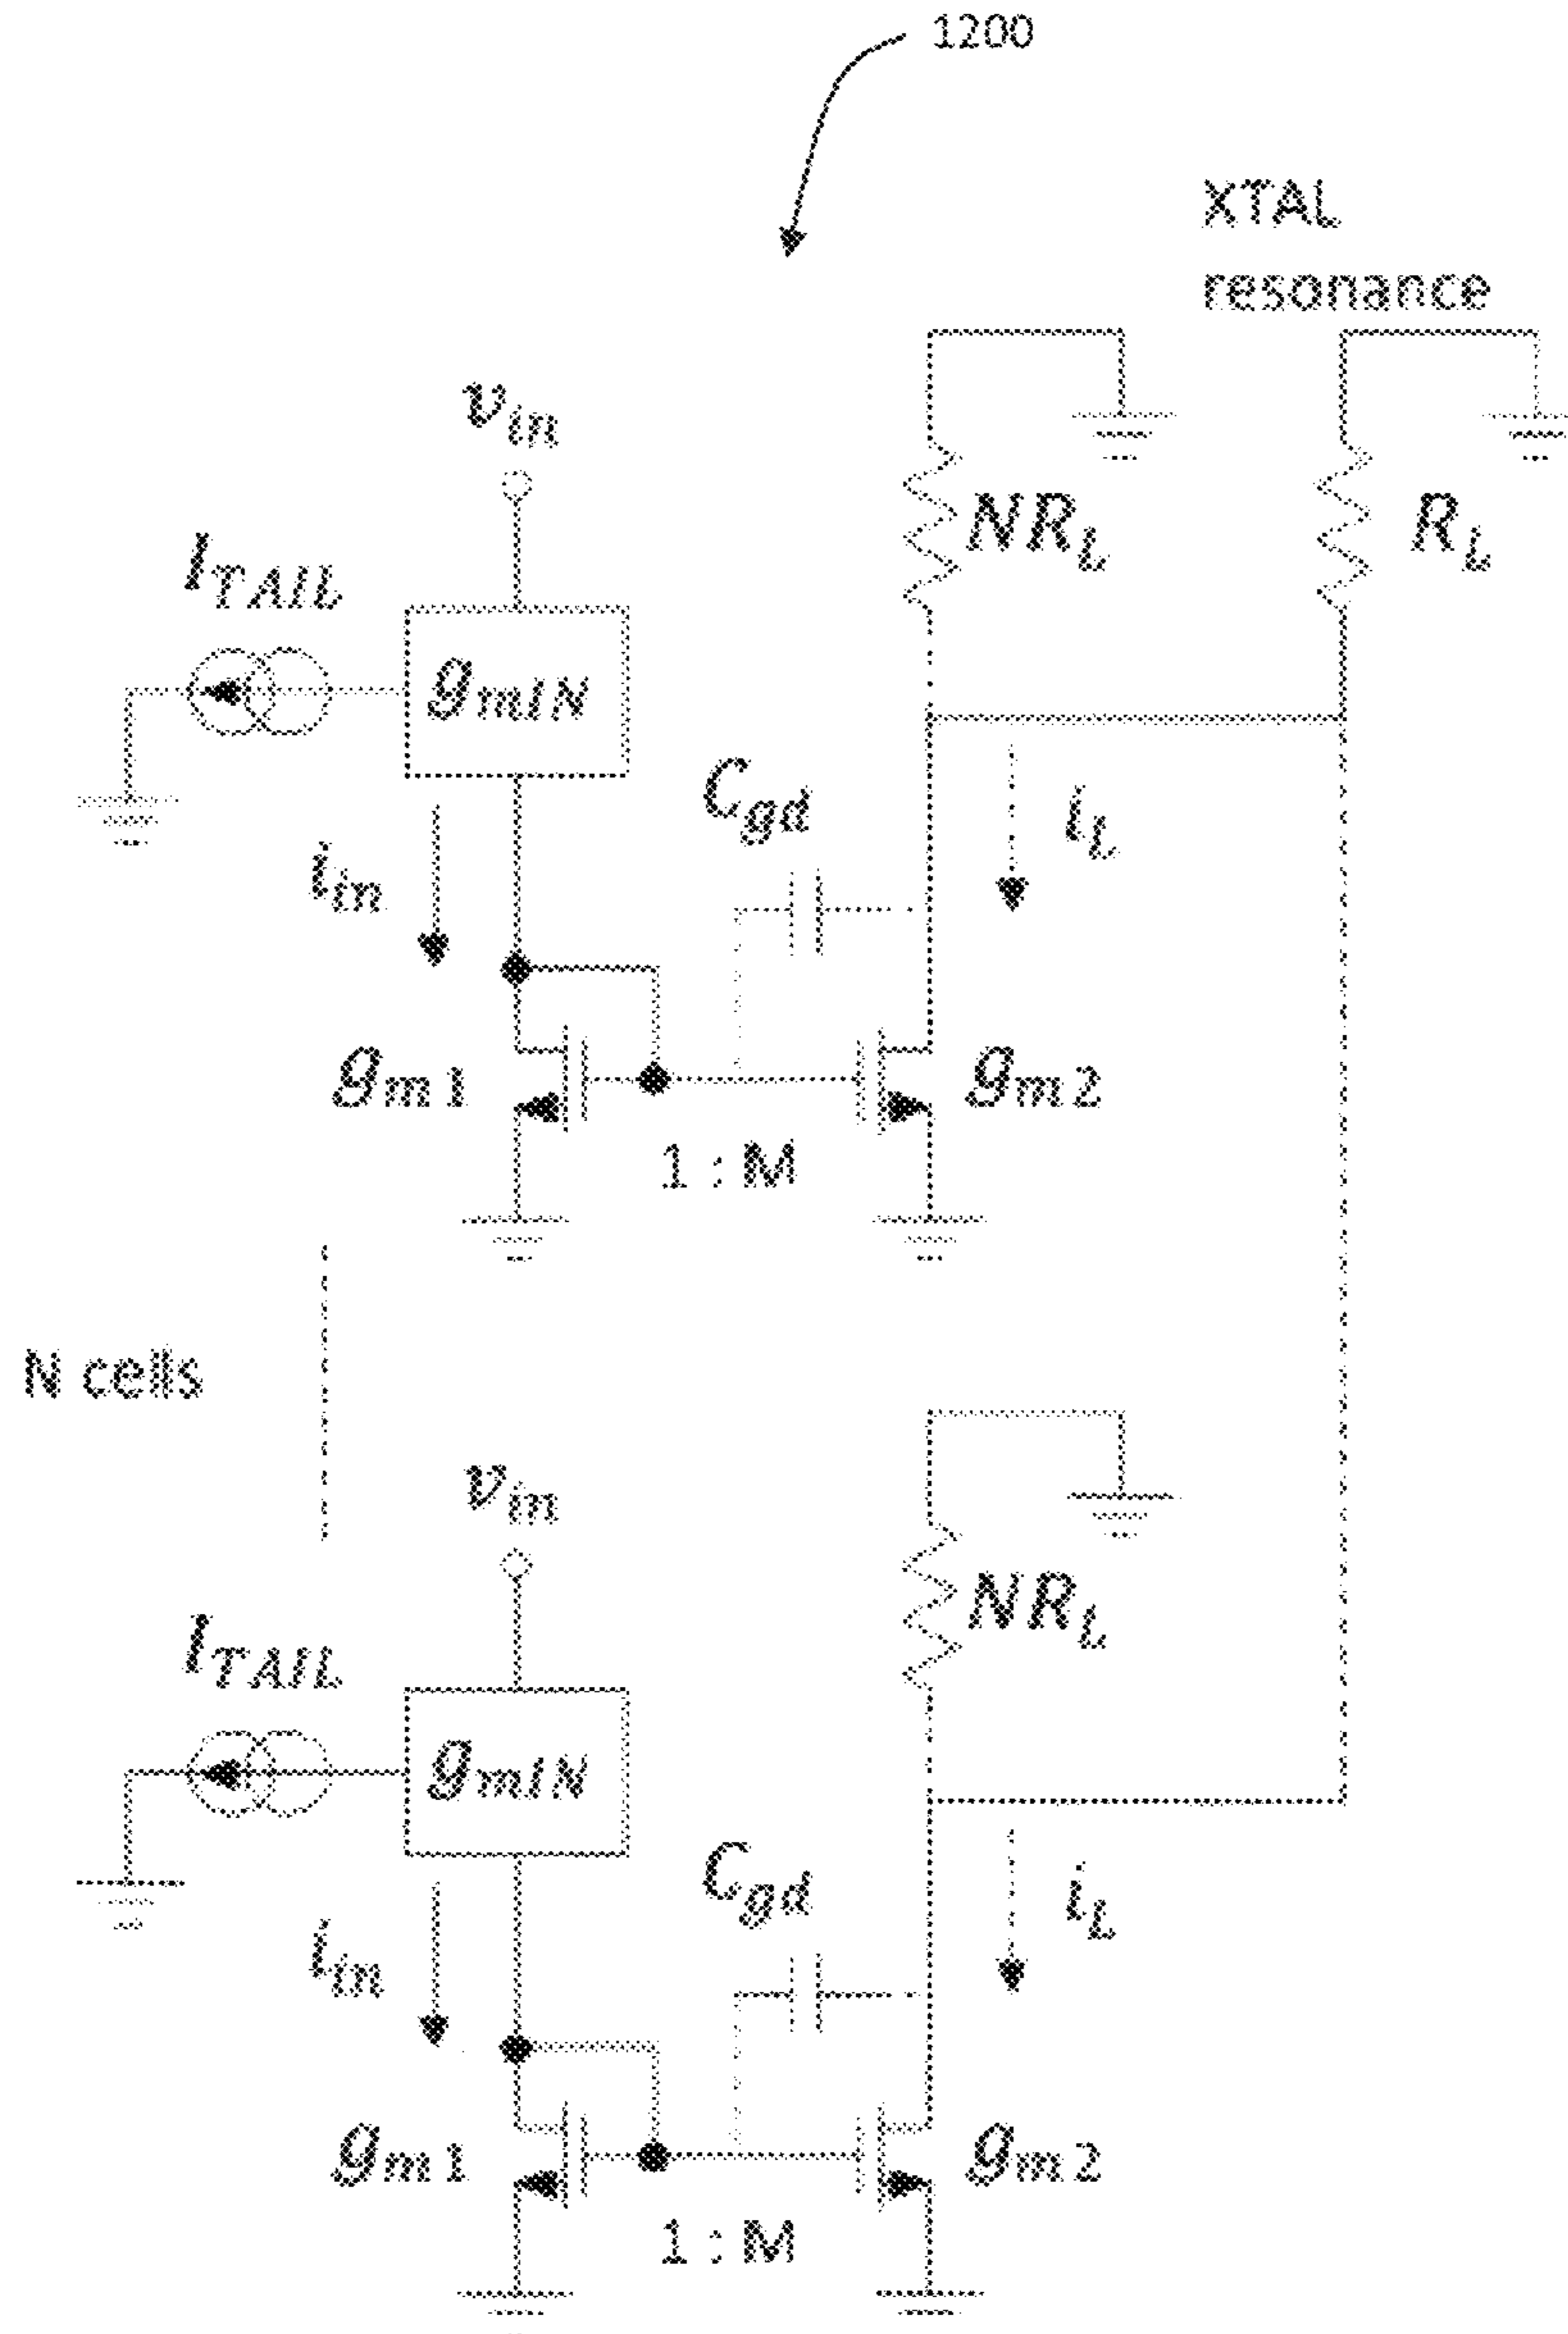 1200
XTAL
resonance
v_in
I_TAIL
NR_L
R_L
g_mIN
C_gd
i_L
i_in
g_m1
g_m2
1 : M
N cells
v_in
NR_L
I_TAIL
g_mIN
C_gd
i_L
i_in
g_m1
g_m2
1 : M